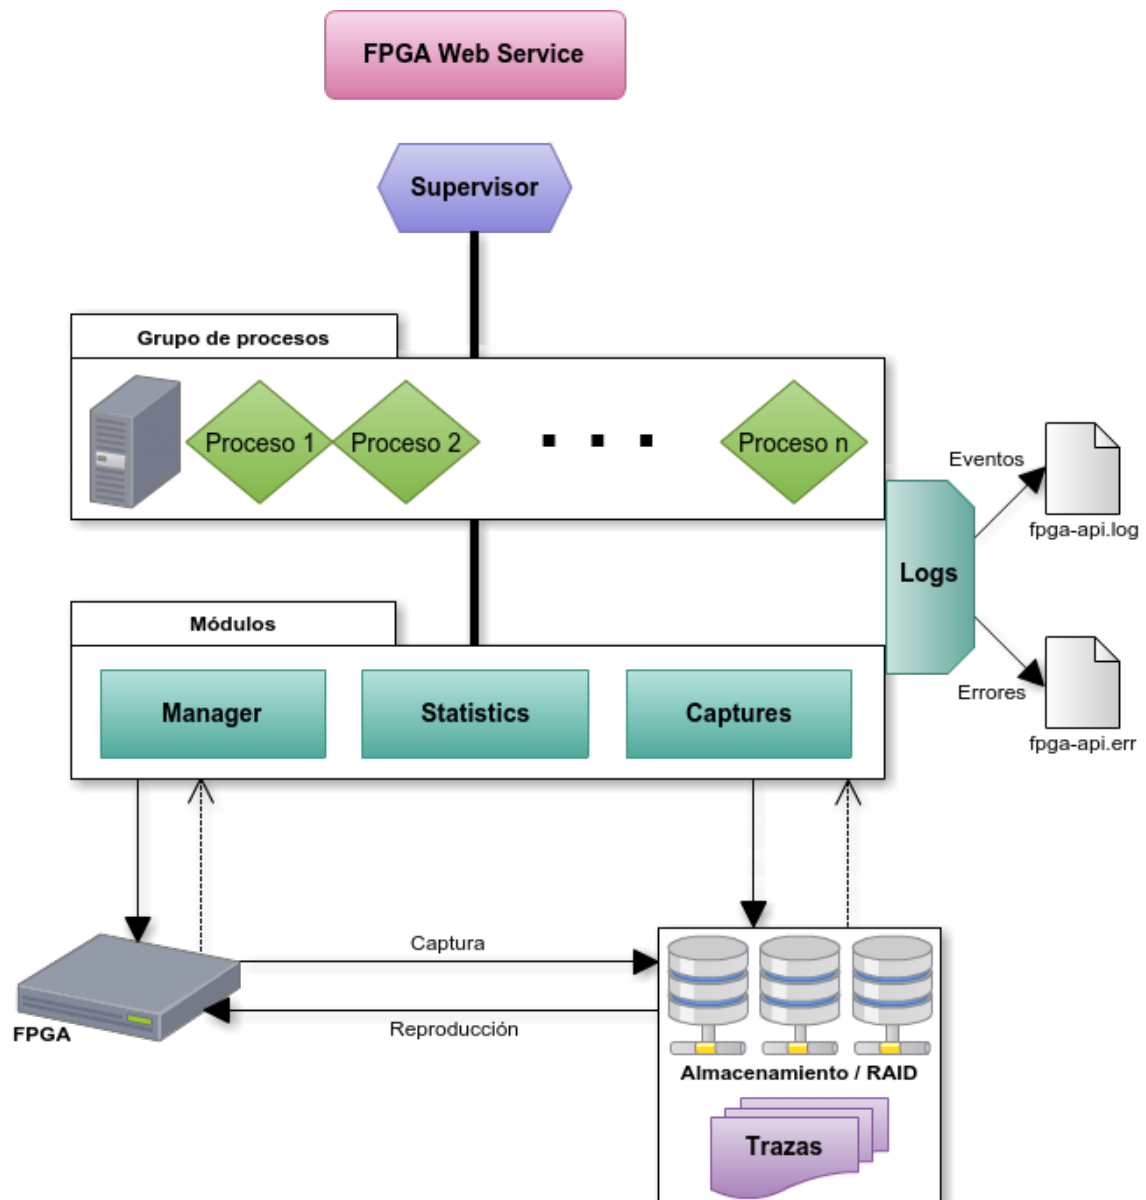 FPGA Web Service
Supervisor
Grupo de procesos
Proceso 1
Proceso 2
. . .
Proceso n
Eventos
fpga-api.log
Logs
Errores
fpga-api.err
Módulos
Manager
Statistics
Captures
Captura
Reproducción
FPGA
Almacenamiento / RAID
Trazas